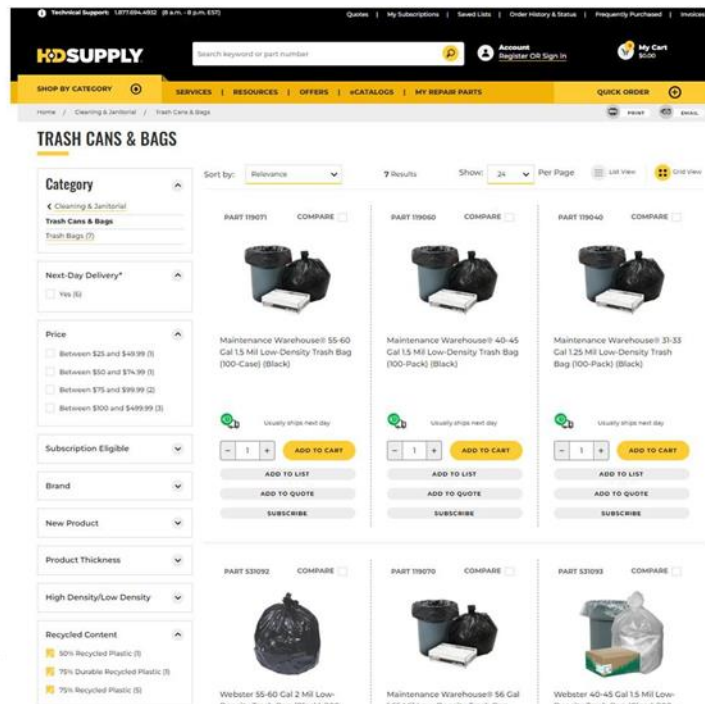 Technical Support: 1.877.694.4932 (8 a.m. - 8 p.m. EST)
Quotes | My Subscriptions | Saved Lists | Order History & Status | Frequently Purchased | Invoices
HDSUPPLY
Search keyword or part number
Account
Register OR Sign In
My Cart
$0.00
SHOP BY CATEGORY
SERVICES | RESOURCES | OFFERS | eCATALOGS | MY REPAIR PARTS
QUICK ORDER
Home / Cleaning & Janitorial / Trash Cans & Bags
PRINT
EMAIL
TRASH CANS & BAGS
Sort by: Relevance
7 Results
Show: 24 Per Page
List View
Grid View
Category
Cleaning & Janitorial
Trash Cans & Bags
Trash Bags (7)
Next-Day Delivery*
Yes (6)
Price
Between $25 and $49.99 (1)
Between $50 and $74.99 (1)
Between $75 and $99.99 (2)
Between $100 and $499.99 (3)
Subscription Eligible
Brand
New Product
Product Thickness
High Density/Low Density
Recycled Content
50% Recycled Plastic (1)
75% Durable Recycled Plastic (1)
75% Recycled Plastic (5)
PART 119071 COMPARE
Maintenance Warehouse® 55-60
Gal 1.5 Mil Low-Density Trash Bag
(100-Case) (Black)
Usually ships next day
- 1 + ADD TO CART
ADD TO LIST
ADD TO QUOTE
SUBSCRIBE
PART 119060 COMPARE
Maintenance Warehouse® 40-45
Gal 1.5 Mil Low-Density Trash Bag
(100-Pack) (Black)
Usually ships next day
- 1 + ADD TO CART
ADD TO LIST
ADD TO QUOTE
SUBSCRIBE
PART 119040 COMPARE
Maintenance Warehouse® 31-33
Gal 1.25 Mil Low-Density Trash
Bag (100-Pack) (Black)
Usually ships next day
- 1 + ADD TO CART
ADD TO LIST
ADD TO QUOTE
SUBSCRIBE
PART 531092 COMPARE
Webster 55-60 Gal 2 Mil Low-
PART 119070 COMPARE
Maintenance Warehouse® 56 Gal
PART 531093 COMPARE
Webster 40-45 Gal 1.5 Mil Low-